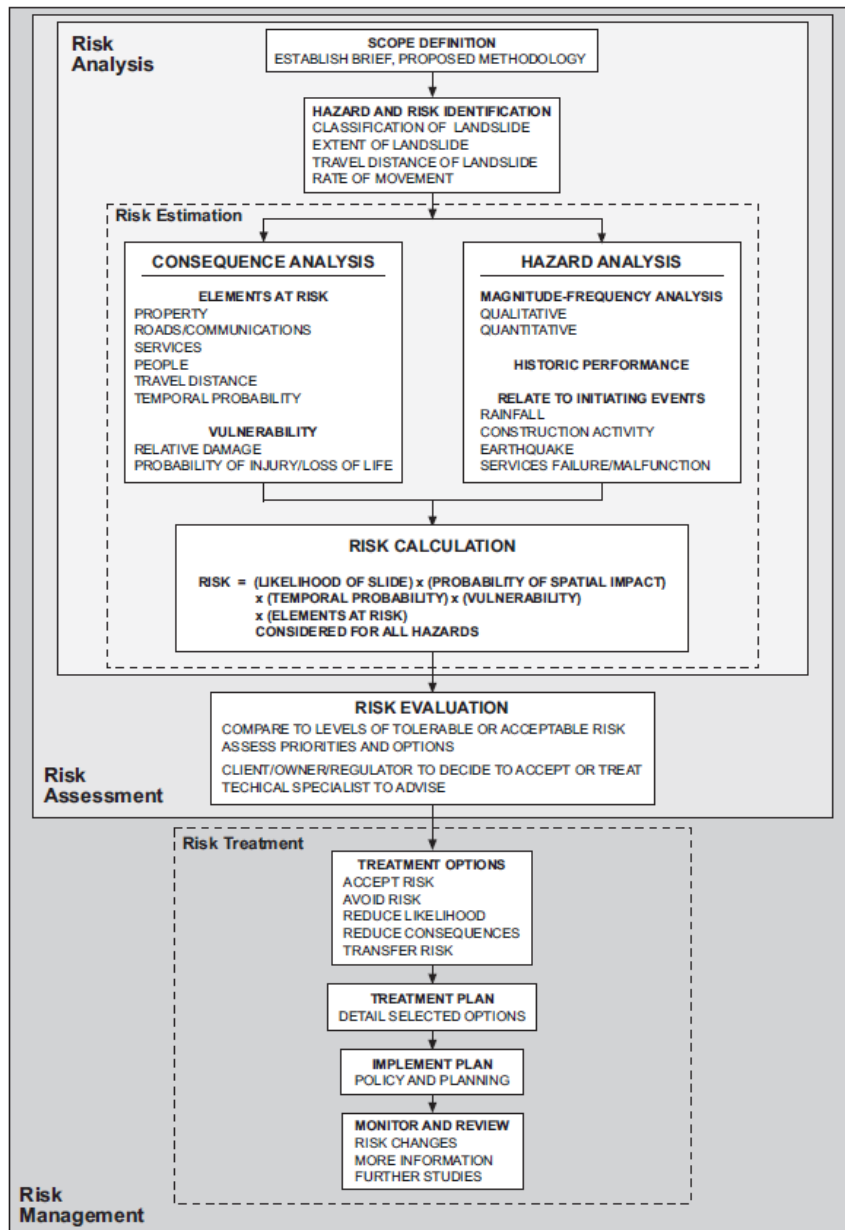 Risk
Analysis
SCOPE DEFINITION
ESTABLISH BRIEF, PROPOSED METHODOLOGY
HAZARD AND RISK IDENTIFICATION
CLASSIFICATION OF LANDSLIDE
EXTENT OF LANDSLIDE
TRAVEL DISTANCE OF LANDSLIDE
RATE OF MOVEMENT
Risk Estimation
CONSEQUENCE ANALYSIS
ELEMENTS AT RISK
PROPERTY
ROADS/COMMUNICATIONS
SERVICES
PEOPLE
TRAVEL DISTANCE
TEMPORAL PROBABILITY
VULNERABILITY
RELATIVE DAMAGE
PROBABILITY OF INJURY/LOSS OF LIFE
HAZARD ANALYSIS
MAGNITUDE-FREQUENCY ANALYSIS
QUALITATIVE
QUANTITATIVE
HISTORIC PERFORMANCE
RELATE TO INITIATING EVENTS
RAINFALL
CONSTRUCTION ACTIVITY
EARTHQUAKE
SERVICES FAILURE/MALFUNCTION
RISK CALCULATION
RISK = (LIKELIHOOD OF SLIDE) x (PROBABILITY OF SPATIAL IMPACT)
x (TEMPORAL PROBABILITY) x (VULNERABILITY)
x (ELEMENTS AT RISK)
CONSIDERED FOR ALL HAZARDS
RISK EVALUATION
COMPARE TO LEVELS OF TOLERABLE OR ACCEPTABLE RISK
ASSESS PRIORITIES AND OPTIONS
CLIENT/OWNER/REGULATOR TO DECIDE TO ACCEPT OR TREAT
TECHICAL SPECIALIST TO ADVISE
Risk
Assessment
Risk Treatment
TREATMENT OPTIONS
ACCEPT RISK
AVOID RISK
REDUCE LIKELIHOOD
REDUCE CONSEQUENCES
TRANSFER RISK
TREATMENT PLAN
DETAIL SELECTED OPTIONS
IMPLEMENT PLAN
POLICY AND PLANNING
MONITOR AND REVIEW
RISK CHANGES
MORE INFORMATION
FURTHER STUDIES
Risk
Management